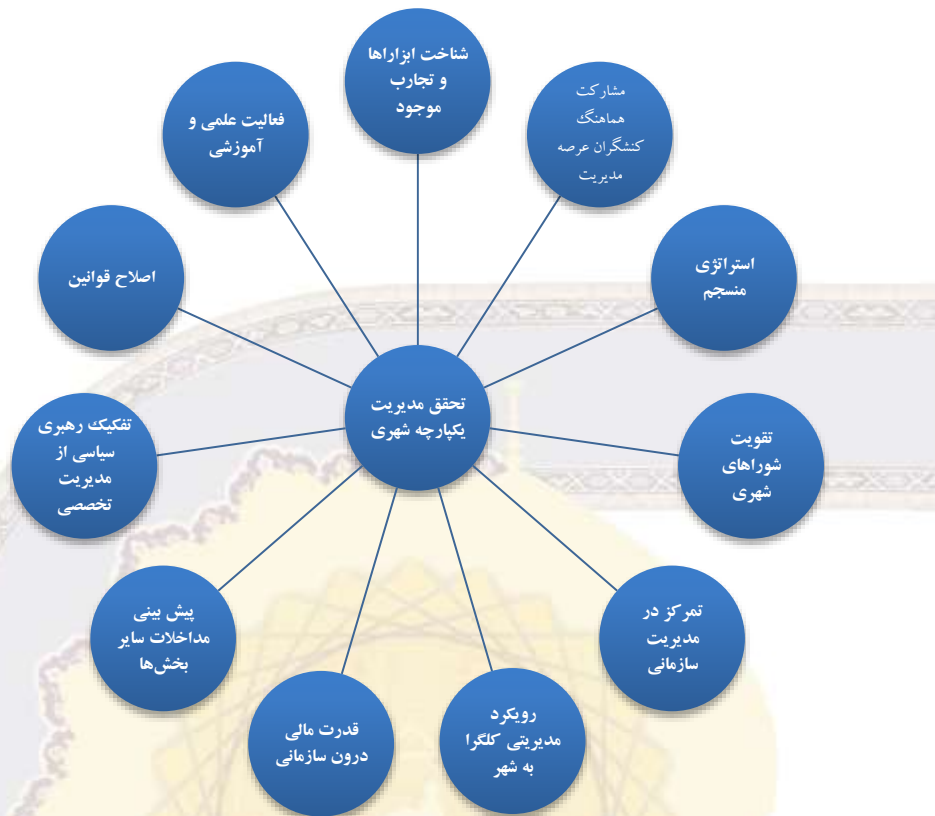 شناخت ابزاراها
و تجارب
موجود
مشارکت
هماهنگ
کنشگران عرصه
مدیریت
استراتژی
منسجم
تقویت
شوراهای
شهری
تمرکز در
مدیریت
سازمانی
رویکرد
مدیریتی کلگرا
به شهر
قدرت مالی
درون سازمانی
پیش بینی
مداخلات سایر
بخش‌ها
تفکیک رهبری
سیاسی از
مدیریت
تخصصی
اصلاح قوانین
فعالیت علمی و
آموزشی
تحقق مدیریت
یکپارچه شهری